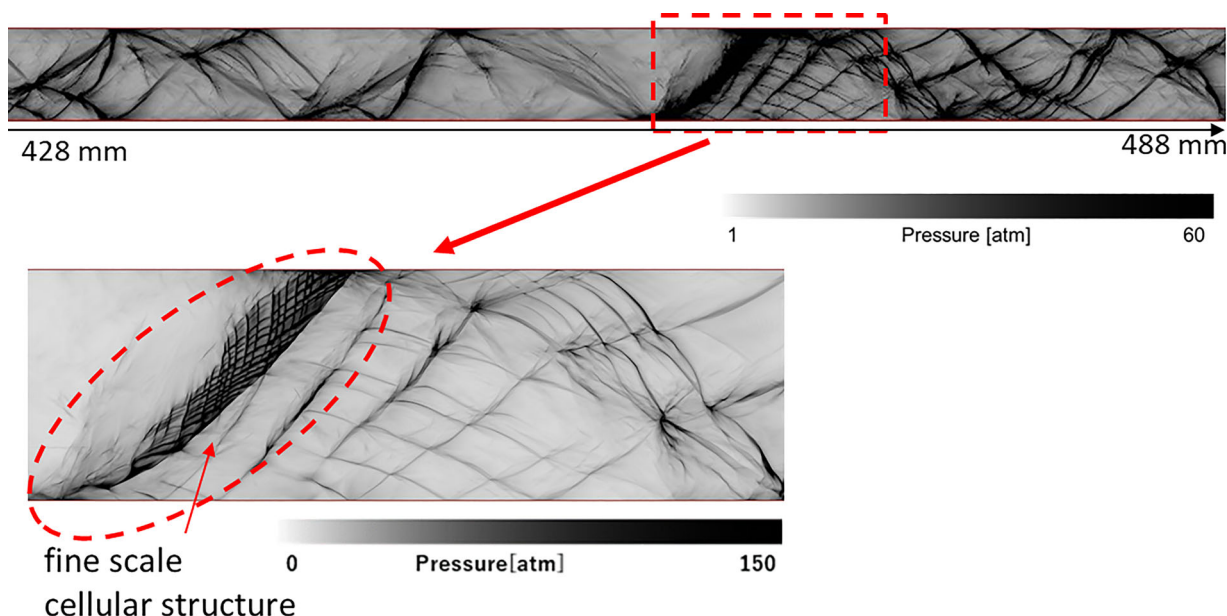 428 mm
488 mm
1 Pressure [atm] 60
fine scale
cellular structure
0 Pressure[atm] 150